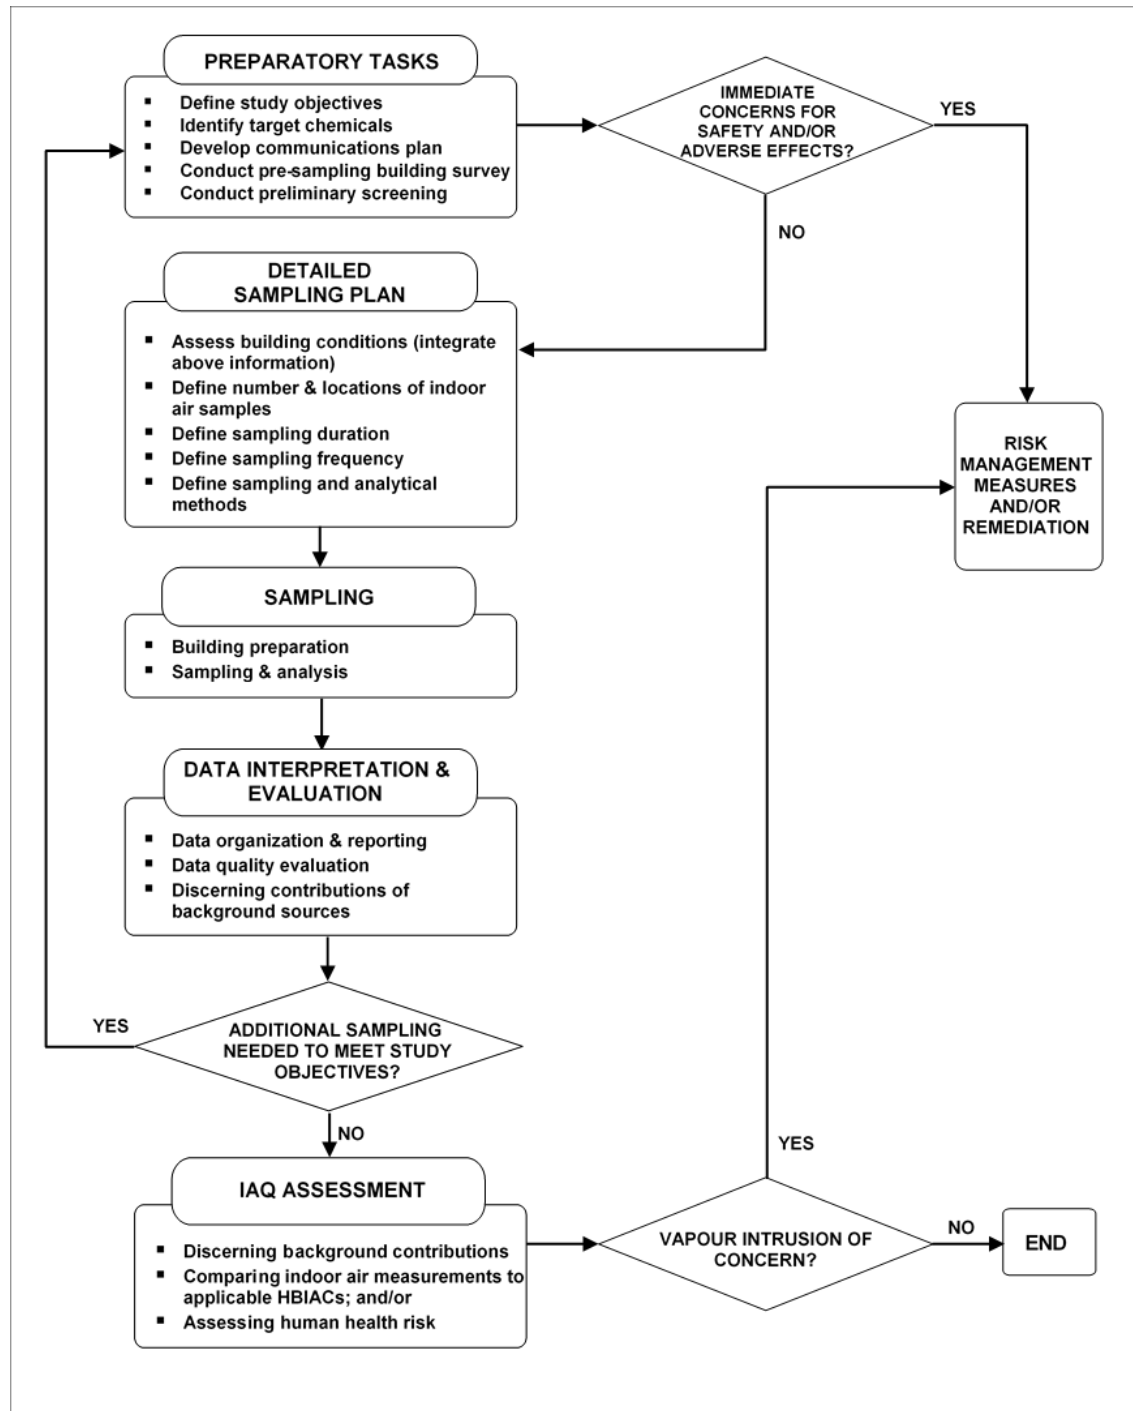 PREPARATORY TASKS
▪ Define study objectives
▪ Identify target chemicals
▪ Develop communications plan
▪ Conduct pre-sampling building survey
▪ Conduct preliminary screening
IMMEDIATE
CONCERNS FOR
SAFETY AND/OR
ADVERSE EFFECTS?
YES
NO
DETAILED
SAMPLING PLAN
▪ Assess building conditions (integrate
above information)
▪ Define number & locations of indoor
air samples
▪ Define sampling duration
▪ Define sampling frequency
▪ Define sampling and analytical
methods
RISK
MANAGEMENT
MEASURES
AND/OR
REMEDIATION
SAMPLING
▪ Building preparation
▪ Sampling & analysis
DATA INTERPRETATION &
EVALUATION
▪ Data organization & reporting
▪ Data quality evaluation
▪ Discerning contributions of
background sources
YES
ADDITIONAL SAMPLING
NEEDED TO MEET STUDY
OBJECTIVES?
NO
IAQ ASSESSMENT
▪ Discerning background contributions
▪ Comparing indoor air measurements to
applicable HBIACs; and/or
▪ Assessing human health risk
YES
VAPOUR INTRUSION OF
CONCERN?
NO
END